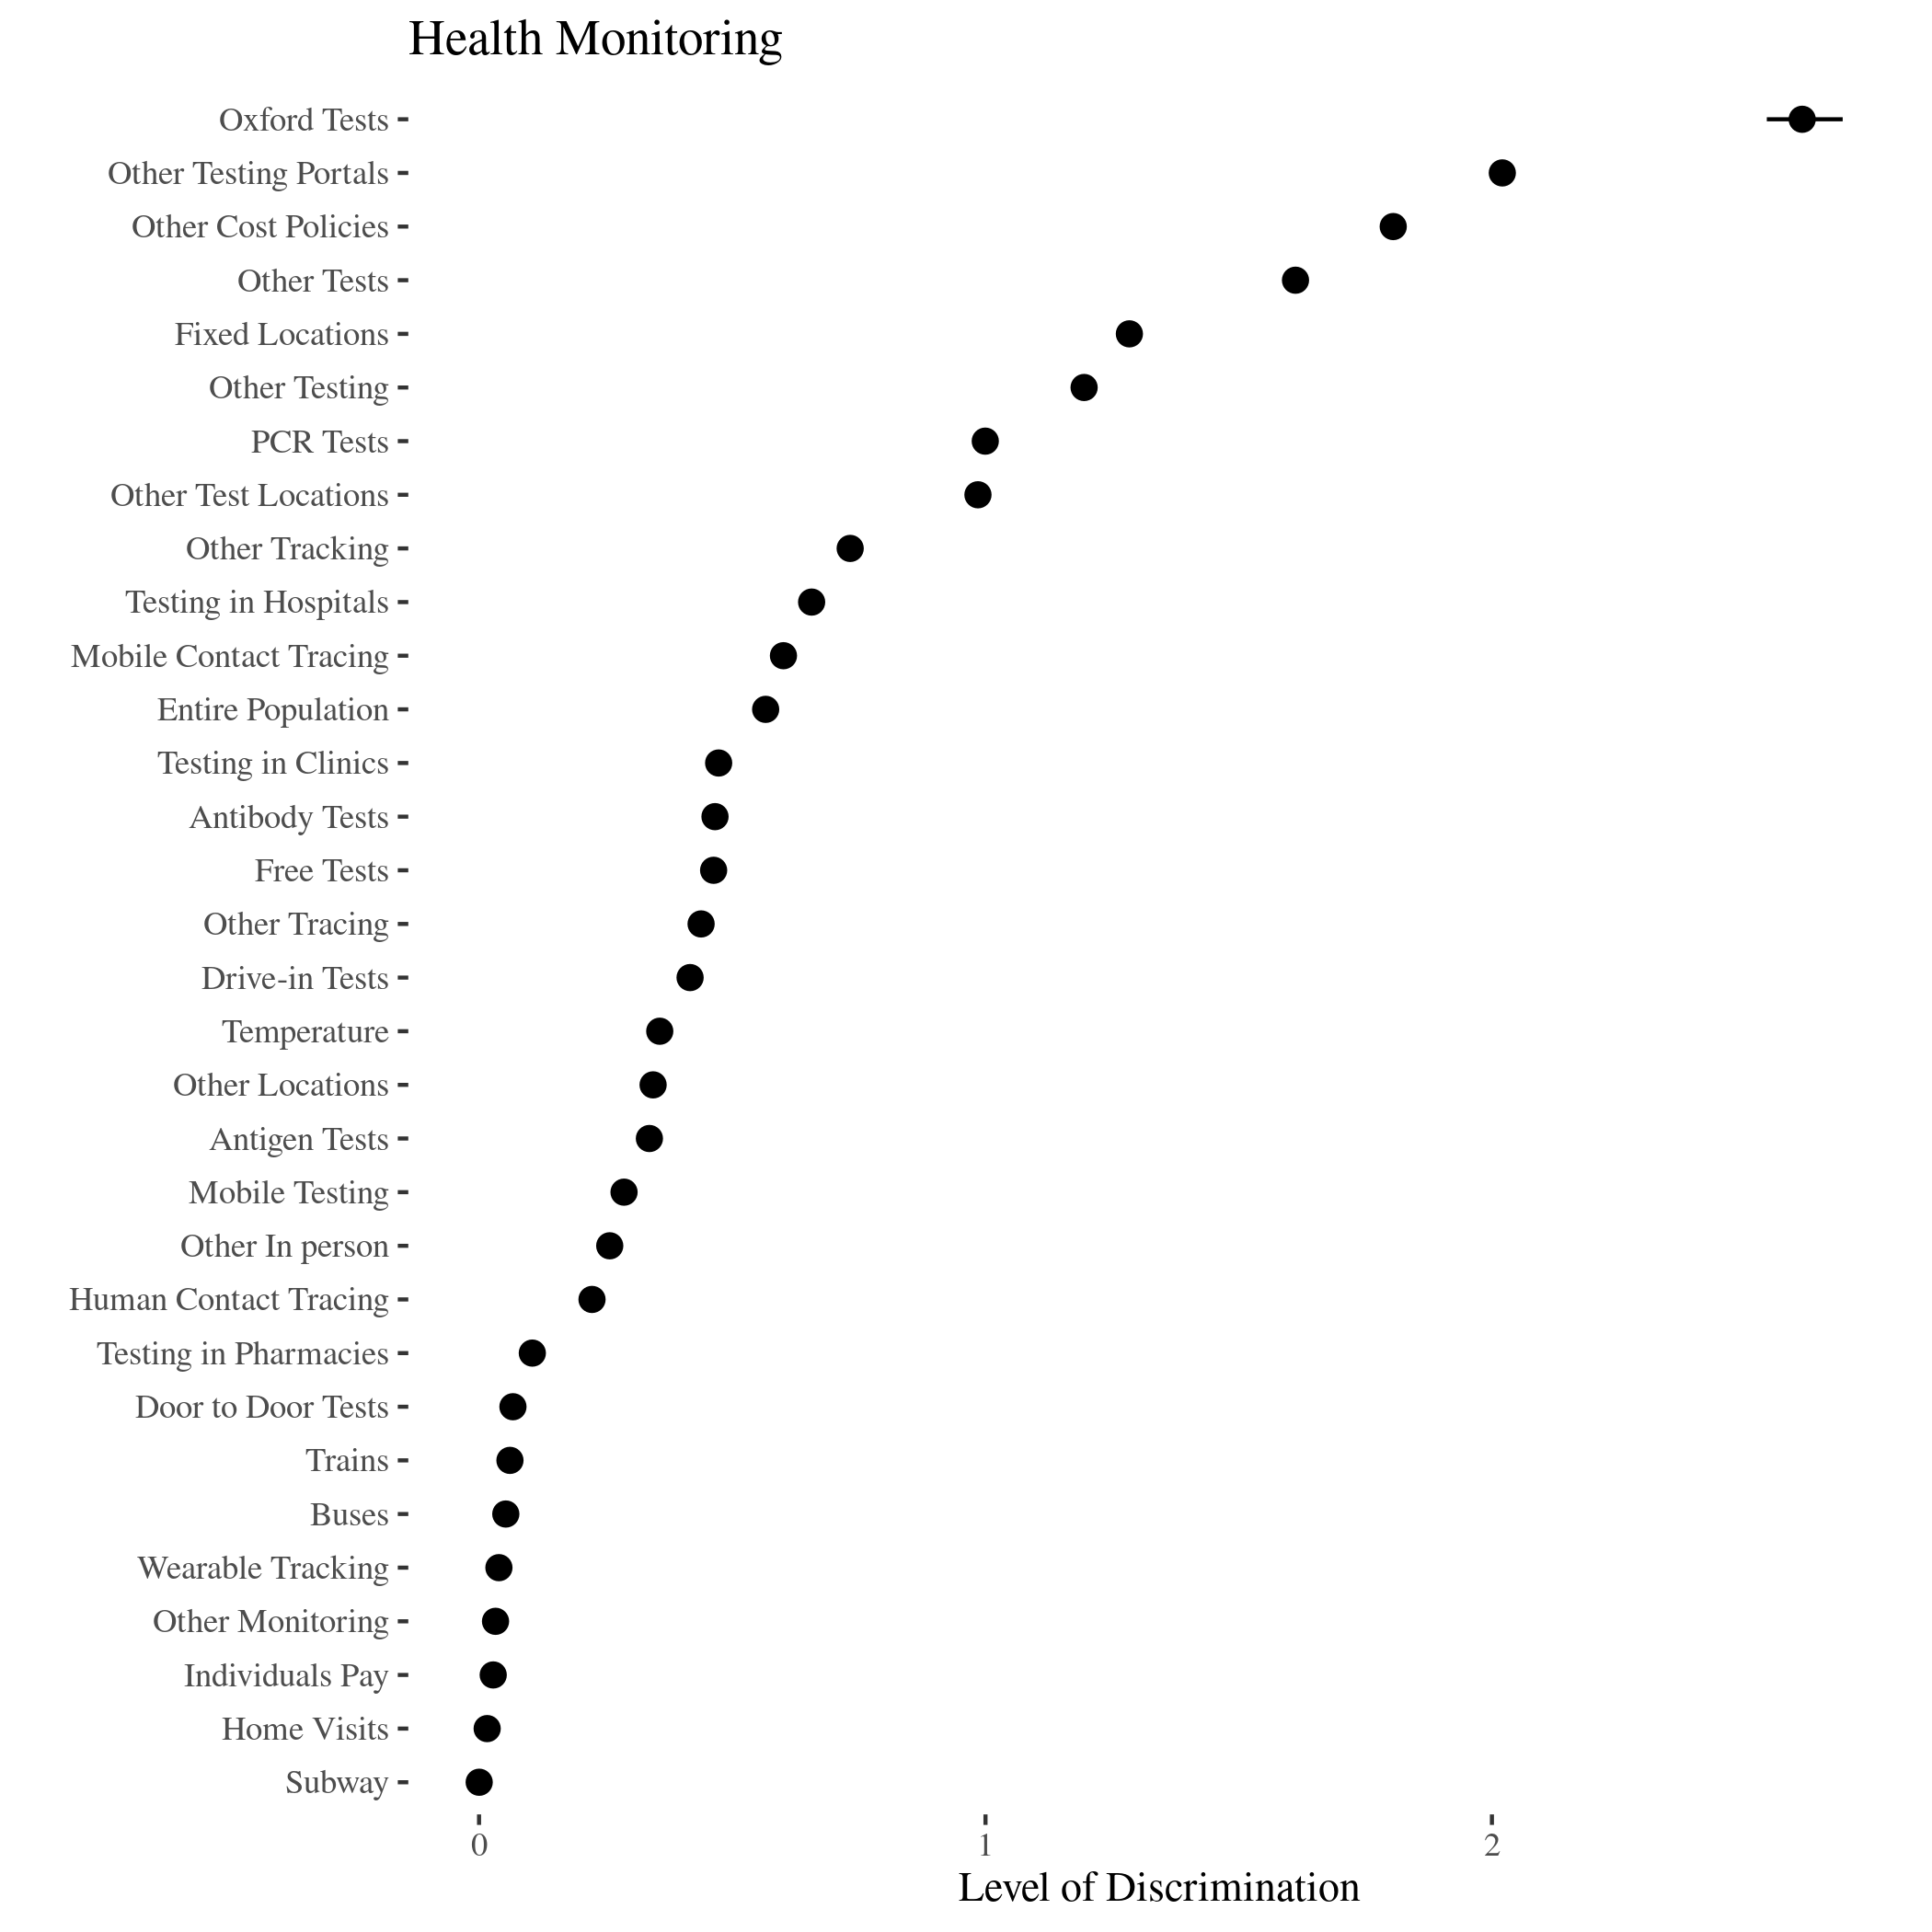 Health Monitoring
Oxford Tests
Other Testing Portals
Other Cost Policies
Other Tests
Fixed Locations
Other Testing
PCR Tests
Other Test Locations
Other Tracking
Testing in Hospitals
Mobile Contact Tracing
Entire Population
Testing in Clinics
Antibody Tests
Free Tests
Other Tracing
Drive-in Tests
Temperature
Other Locations
Antigen Tests
Mobile Testing
Other In person
Human Contact Tracing
Testing in Pharmacies
Door to Door Tests
Trains
Buses
Wearable Tracking
Other Monitoring
Individuals Pay
Home Visits
Subway
0 1 2
Level of Discrimination